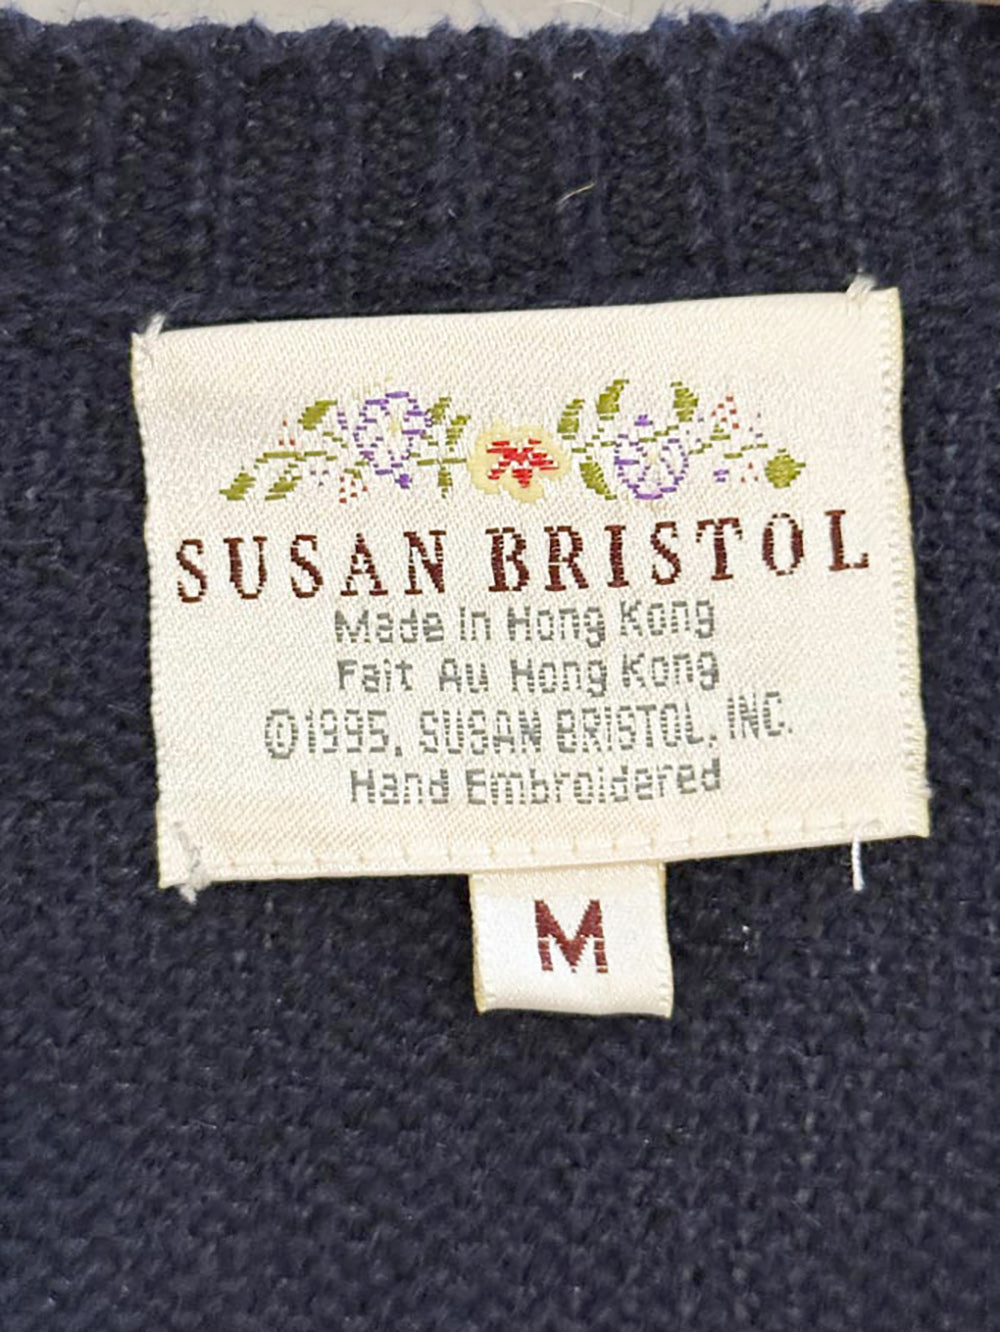 SUSAN BRISTOL
Made In Hong Kong
Fait Au Hong Kong
©1995, SUSAN BRISTOL, INC.
Hand Embroidered
M